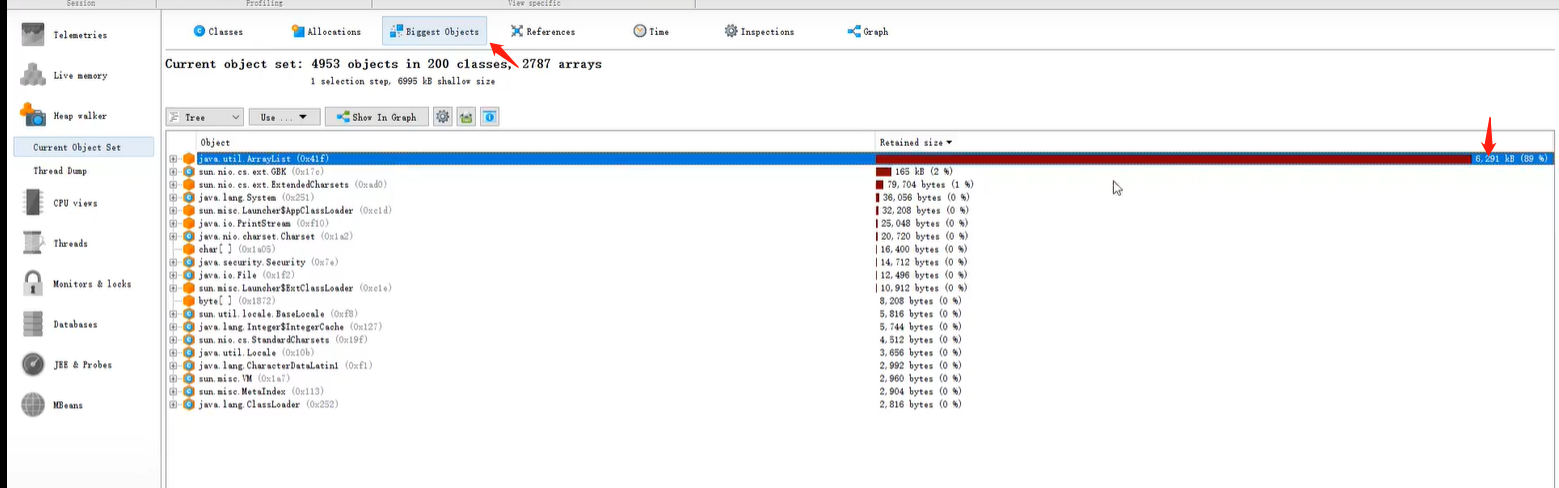 Session Profiling View specific
Telemetries
Live memory
Heap walker
Current Object Set
Thread Dump
CPU views
Threads
Monitors & locks
Databases
JEE & Probes
MBeans
Classes Allocations Biggest Objects References Time Inspections Graph
Current object set: 4953 objects in 200 classes, 2787 arrays
1 selection step, 6995 kB shallow size
Tree Use ... Show In Graph
Object Retained size
java.util.ArrayList (0x41f) 6,291 kB (89 %)
sun.nio.cs.ext.GBK (0x17c) 165 kB (2 %)
sun.nio.cs.ext.ExtendedCharsets (0xad0) 79,704 bytes (1 %)
java.lang.System (0x251) 36,056 bytes (0 %)
sun.misc.Launcher$AppClassLoader (0xc1d) 32,208 bytes (0 %)
java.io.PrintStream (0xf10) 25,048 bytes (0 %)
java.nio.charset.Charset (0x1a2) 20,720 bytes (0 %)
char[ ] (0x1a05) 16,400 bytes (0 %)
java.security.Security (0x7e) 14,712 bytes (0 %)
java.io.File (0x1f2) 12,496 bytes (0 %)
sun.misc.Launcher$ExtClassLoader (0xc1e) 10,912 bytes (0 %)
byte[ ] (0x1872) 8,208 bytes (0 %)
sun.util.locale.BaseLocale (0xf8) 5,816 bytes (0 %)
java.lang.Integer$IntegerCache (0x127) 5,744 bytes (0 %)
sun.nio.cs.StandardCharsets (0x19f) 4,512 bytes (0 %)
java.util.Locale (0x10b) 3,656 bytes (0 %)
java.lang.CharacterDataLatin1 (0xf1) 2,992 bytes (0 %)
sun.misc.VM (0x1a7) 2,960 bytes (0 %)
sun.misc.MetaIndex (0x113) 2,904 bytes (0 %)
java.lang.ClassLoader (0x252) 2,816 bytes (0 %)